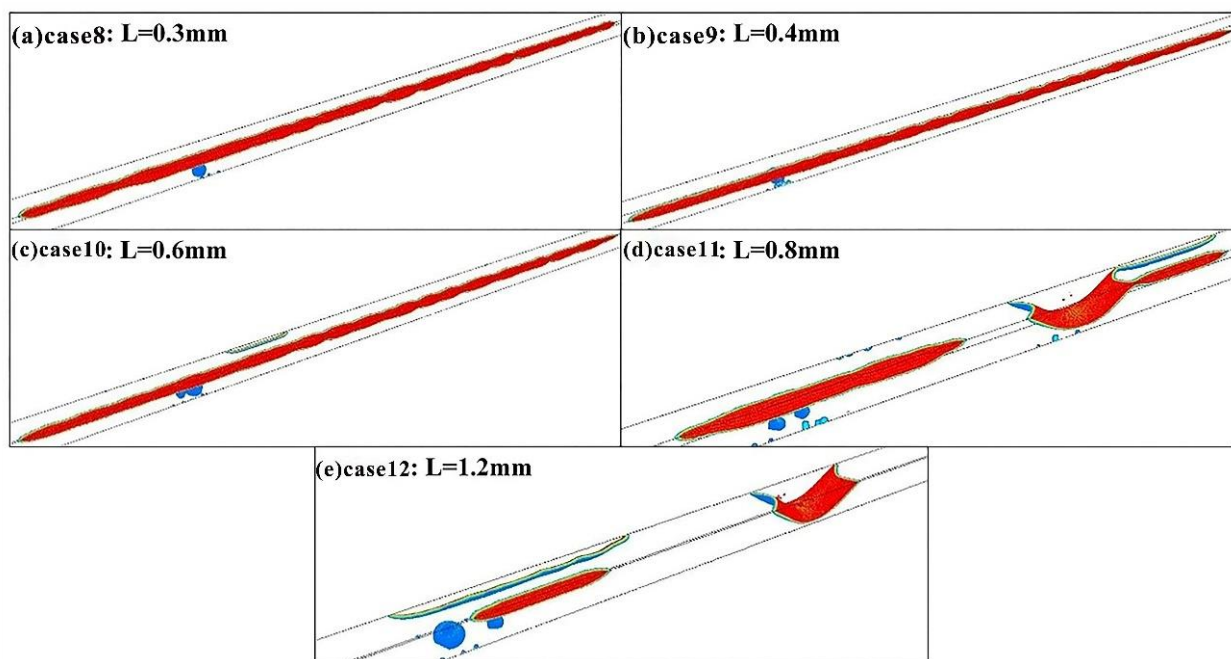 (a)case8: L=0.3mm
(b)case9: L=0.4mm
(c)case10: L=0.6mm
(d)case11: L=0.8mm
(e)case12: L=1.2mm